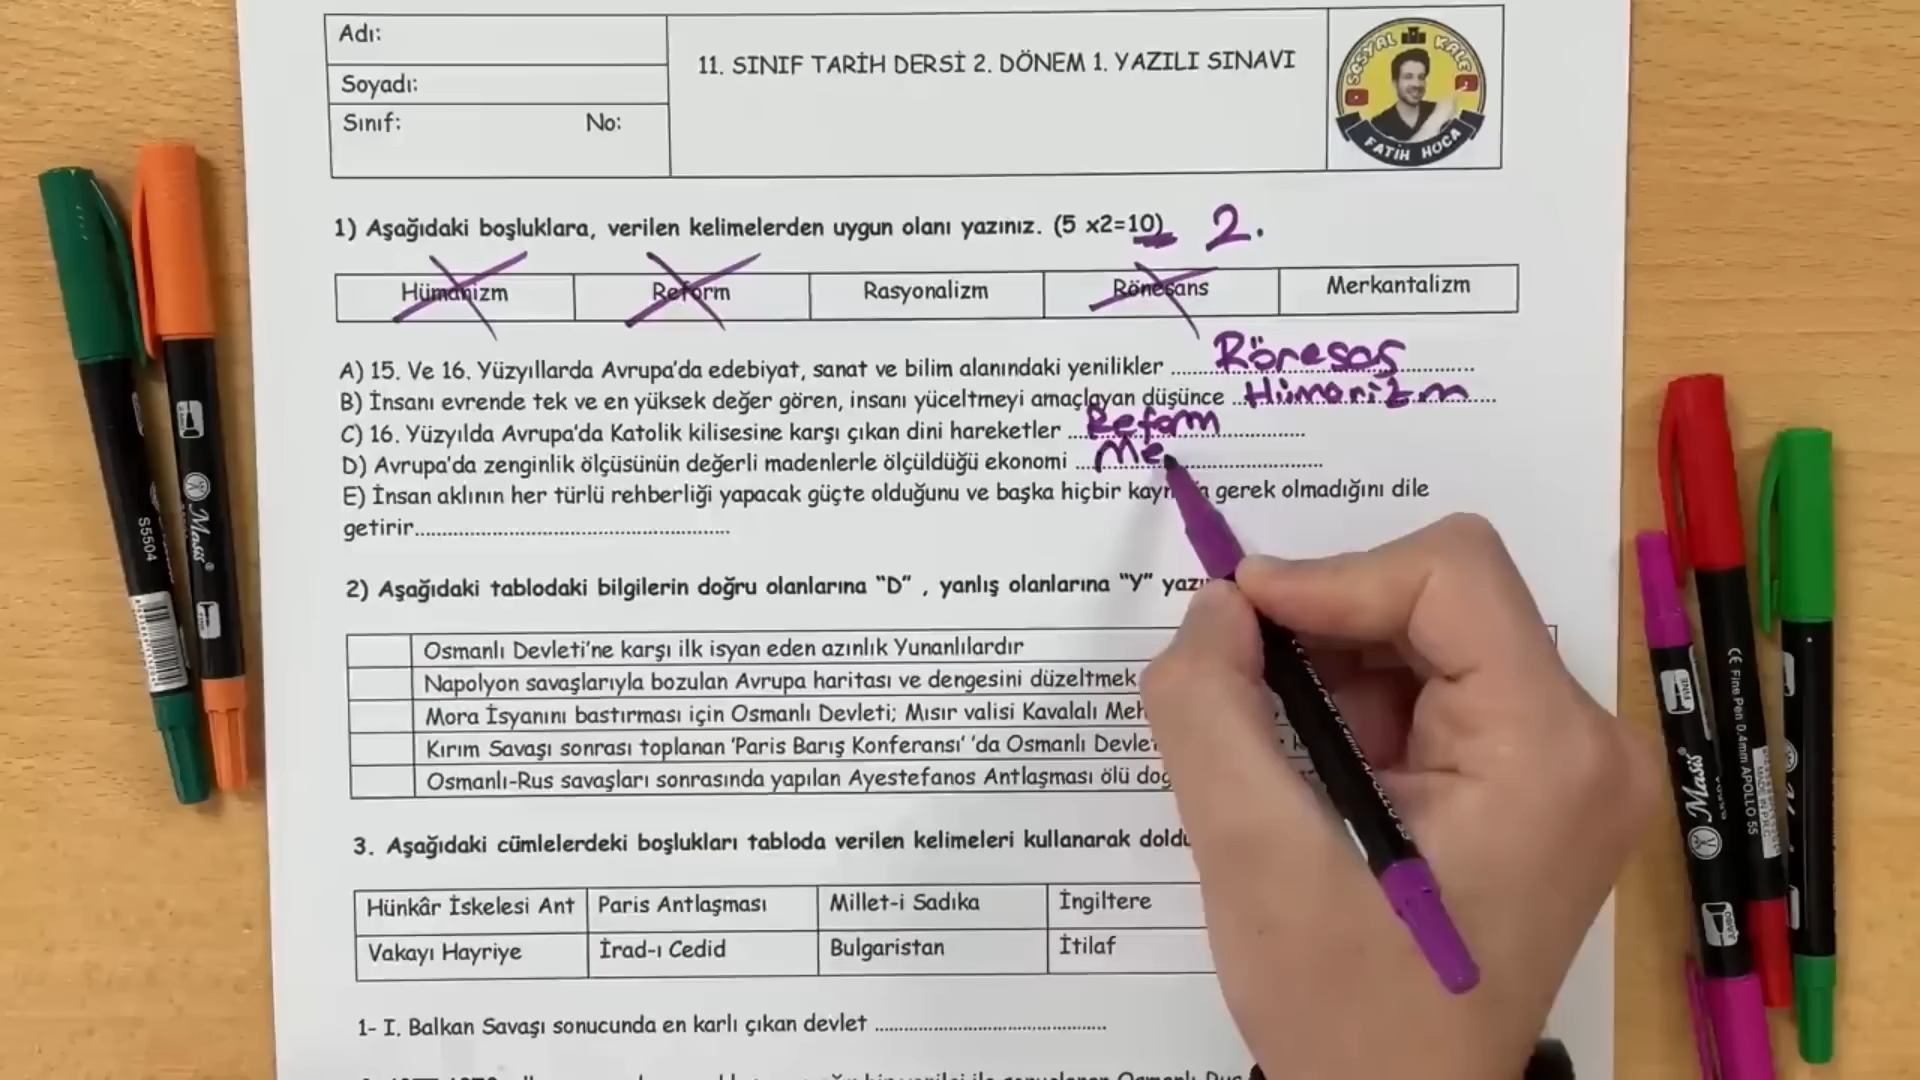 Adı:
Soyadı:
Sınıf: No:
11. SINIF TARİH DERSİ 2. DÖNEM 1. YAZILI SINAVI
SOSYAL KALE
FATİH HOCA
1) Aşağıdaki boşluklara, verilen kelimelerden uygun olanı yazınız. (5 x2=10) 2.
Hümanizm Reform Rasyonalizm Rönesans Merkantalizm
A) 15. Ve 16. Yüzyıllarda Avrupa’da edebiyat, sanat ve bilim alanındaki yenilikler ........ Rönesans
B) İnsanı evrende tek ve en yüksek değer gören, insanı yüceltmeyi amaçlayan düşünce ........ Hümanizm
C) 16. Yüzyılda Avrupa’da Katolik kilisesine karşı çıkan dini hareketler ........ Reform
D) Avrupa’da zenginlik ölçüsünün değerli madenlerle ölçüldüğü ekonomi ........ Me
E) İnsan aklının her türlü rehberliği yapacak güçte olduğunu ve başka hiçbir gerek olmadığını dile
getirir........................................
2) Aşağıdaki tablodaki bilgilerin doğru olanlarına “D” , yanlış olanlarına “Y”
Osmanlı Devleti’ne karşı ilk isyan eden azınlık Yunanlılardır
Napolyon savaşlarıyla bozulan Avrupa haritası ve dengesini düzeltmek
Mora İsyanını bastırması için Osmanlı Devleti; Mısır valisi Kavalalı
Kırım Savaşı sonrası toplanan ‘Paris Barış Konferansı’ ’da Osmanlı
Osmanlı-Rus savaşları sonrasında yapılan Ayestefanos Antlaşması ölü
3. Aşağıdaki cümlelerdeki boşlukları tabloda verilen kelimeleri kullanarak
Hünkâr İskelesi Ant Paris Antlaşması Millet-i Sadıka İngiltere
Vakayı Hayriye İrad-ı Cedid Bulgaristan İtilaf
1- I. Balkan Savaşı sonucunda en karlı çıkan devlet ........................................
S5504
Masis
FINE
CE Fine Pen 0.4mm APOLLO 55
Masis